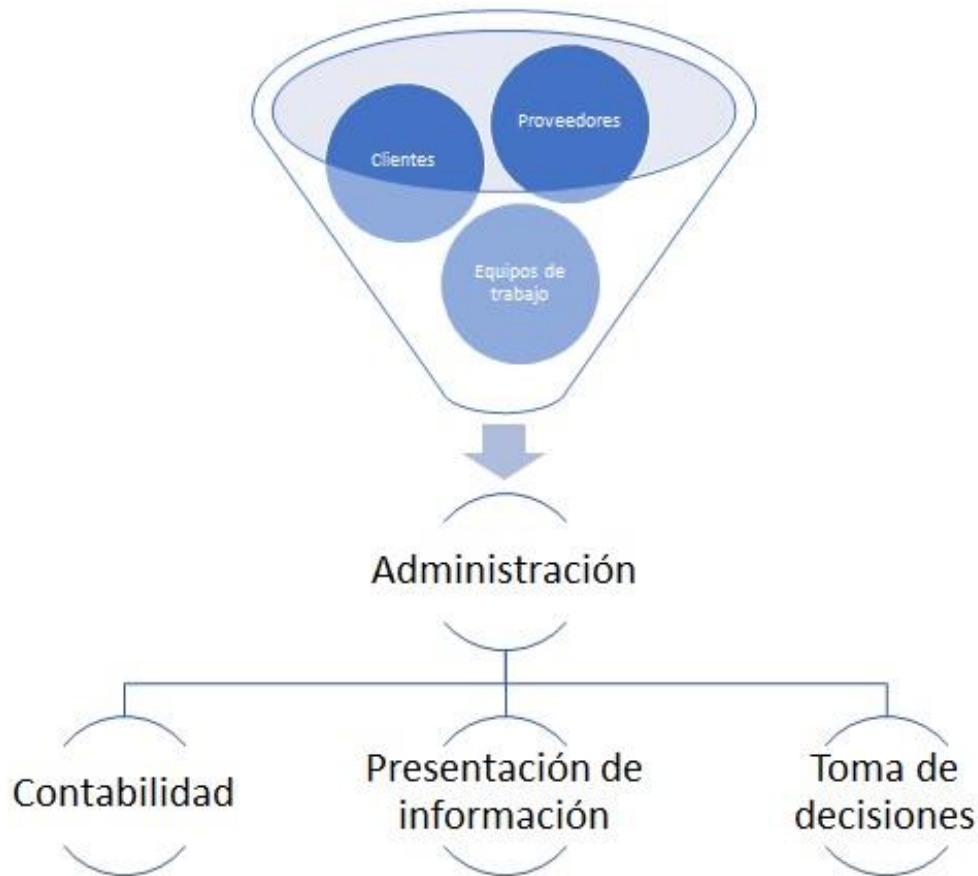 Proveedores
Clientes
Equipos de
trabajo
Administración
Contabilidad
Presentación de
información
Toma de
decisiones